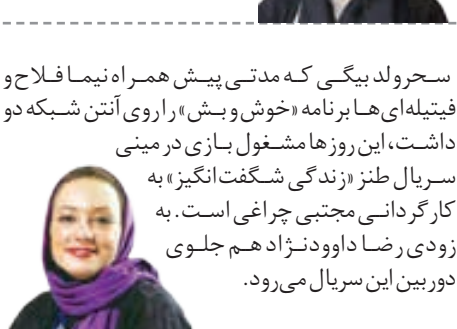 سحر ولدبیگی که مدتی پیش همراه نیما فلاح و
فیتیله‌ای‌ها برنامه «خوش و بش» را روی آنتن شبکه دو
داشت، این روزها مشغول بازی در مینی
سریال طنز «زندگی شگفت‌انگیز» به
کارگردانی مجتبی چراغی است. به
زودی رضا داوودنژاد هم جلوی
دوربین این سریال می‌رود.